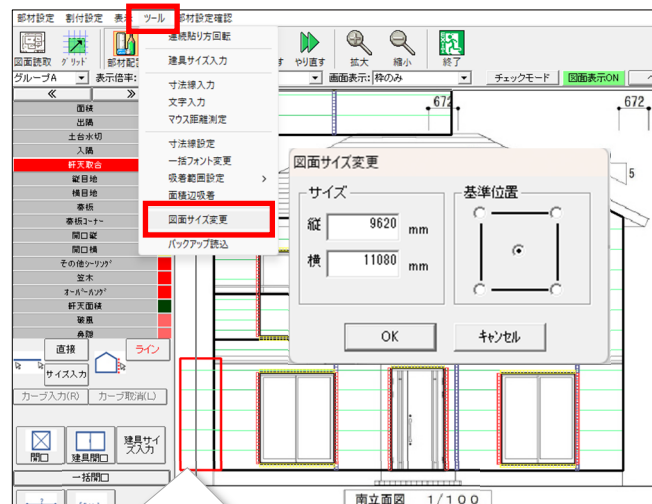 部材設定 割付設定 表示 ツール 部材設定確認
図面読取 グリッド 部材配 す やり直す 拡大 縮小 終了
グループA 表示倍率: 画面表示: 枠のみ チェックモード 図面表示ON
連続貼り方回転
建具サイズ入力
寸法線入力
文字入力
マウス距離測定
寸法線設定
一括フォント変更
吸着範囲設定
面積辺吸着
図面サイズ変更
バックアップ読込
≪ ≫
面積
出隅
土台水切
入隅
軒天取合
縦目地
横目地
幕板
幕板コーナー
開口縦
開口横
その他シーリング
笠木
オーバーハング
軒天面積
破風
鼻隠
直接 ライン
サイズ入力
カーブ入力(R) カーブ取消(L)
開口 建具開口 建具サイズ入力
一括開口
672 672
5
図面サイズ変更
サイズ 基準位置
縦 9620 mm
横 11080 mm
OK キャンセル
南立面図 1/100